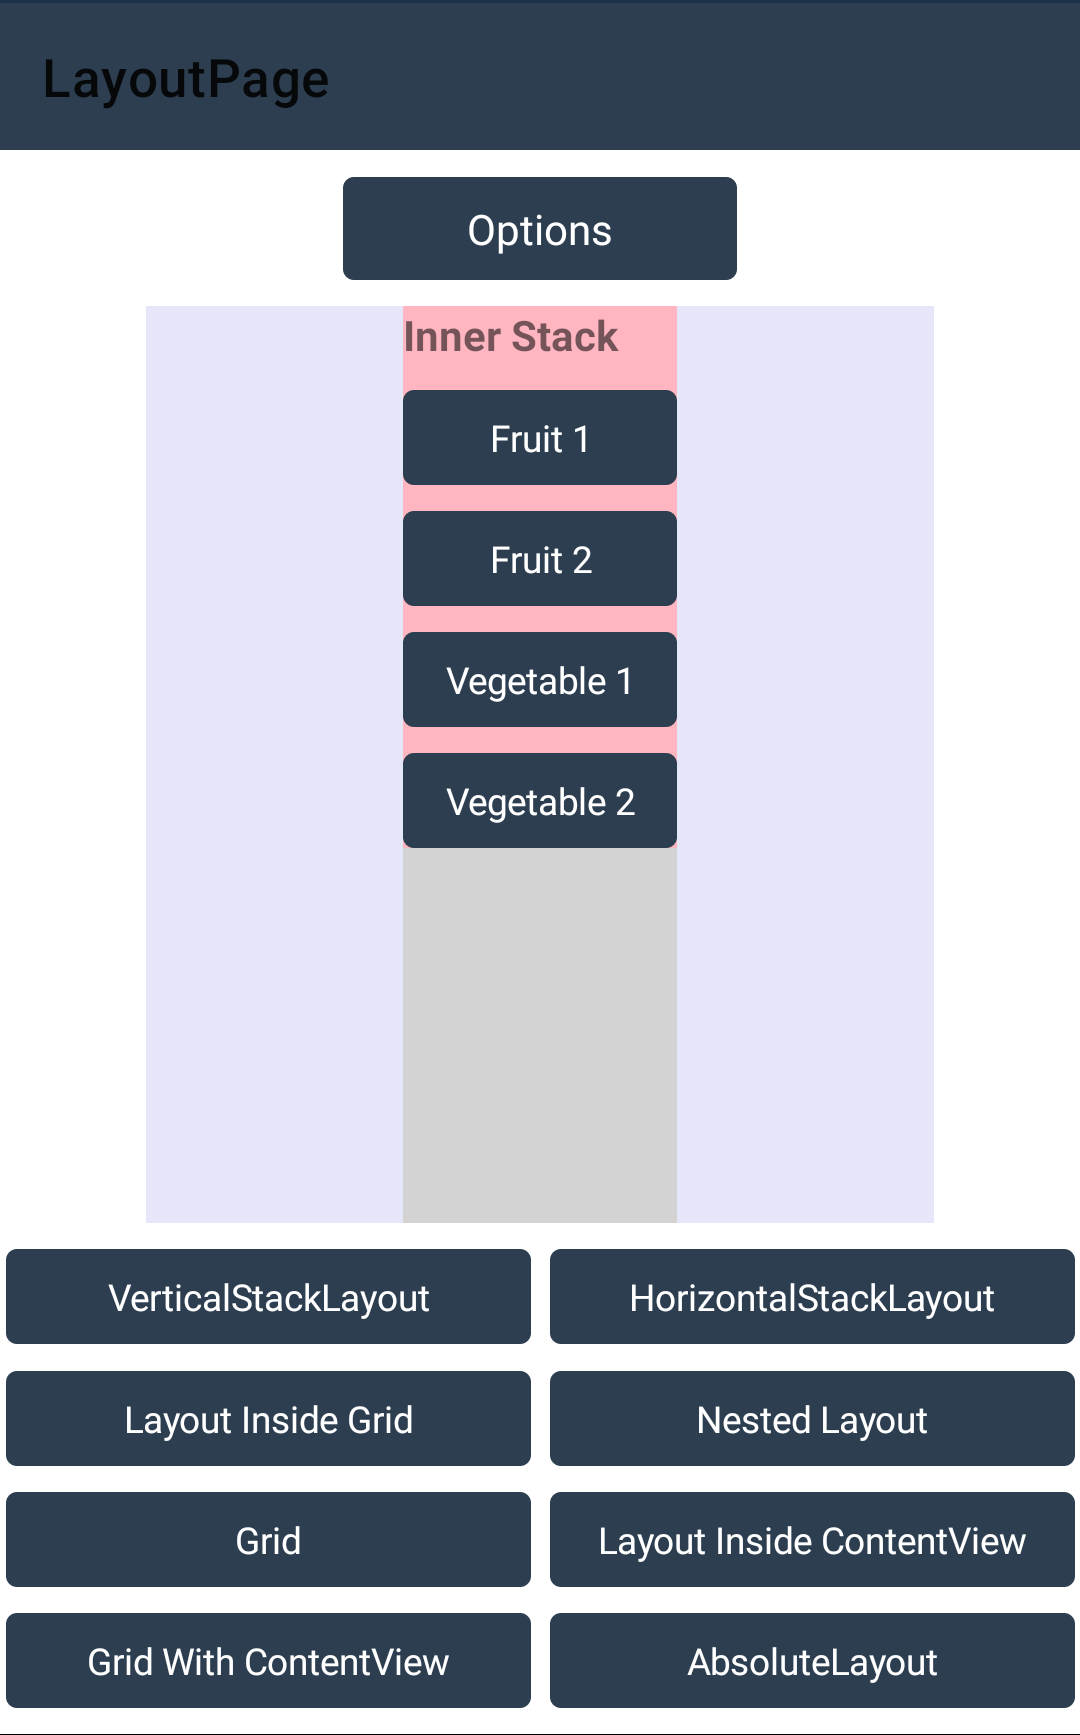 LayoutPage
Options
Inner Stack
Fruit 1
Fruit 2
Vegetable 1
Vegetable 2
VerticalStackLayout
HorizontalStackLayout
Layout Inside Grid
Nested Layout
Grid
Layout Inside ContentView
Grid With ContentView
AbsoluteLayout